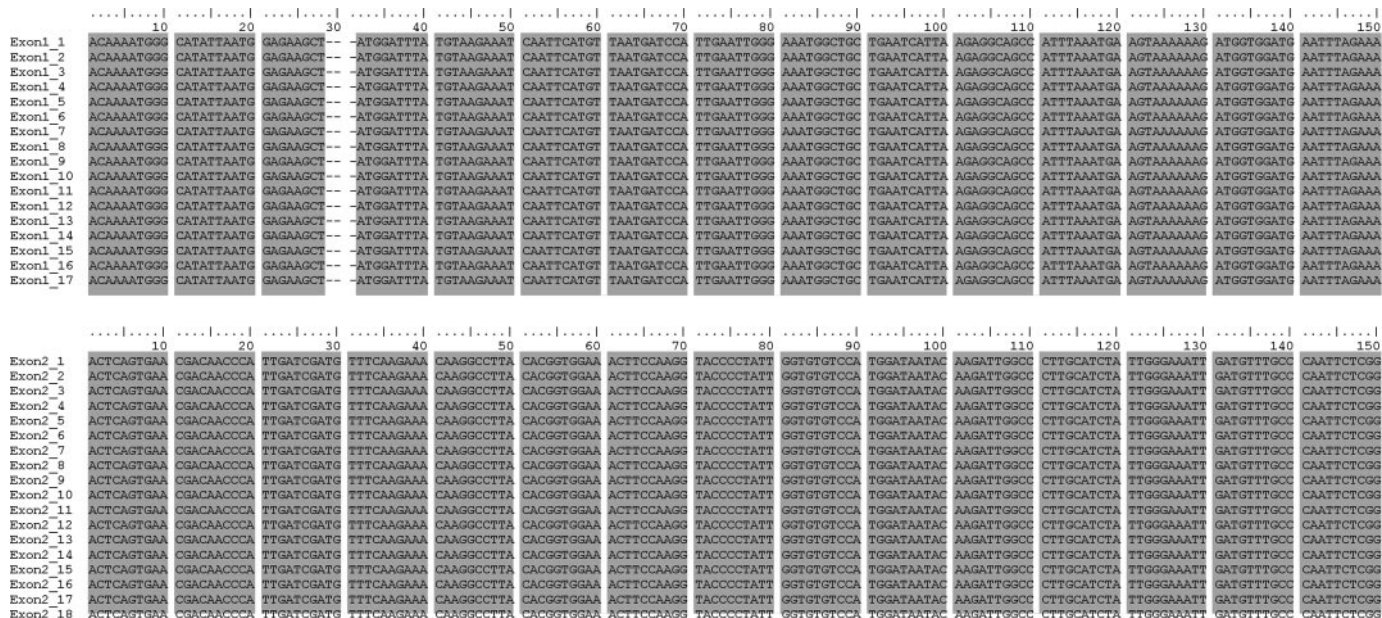 ....|....|....|....|....|....|....|....|....|....|....|....|....|....|....|....|....|....|....|....|....|....|....|....|....|....|....|....|....|....|
10 20 30 40 50 60 70 80 90 100 110 120 130 140 150
Exon1_1 ACAAAATGGG CATATTAATG GAGAAGCT-- -ATGGATTTA TGTAAGAAAT CAATTCATGT TAATGATCCA TTGAATTGGG AAATGGCTGC TGAATCATTA AGAGGCAGCC ATTTAAATGA AGTAAAAAAG ATGGTGGATG AATTTAGAAA
Exon1_2 ACAAAATGGG CATATTAATG GAGAAGCT-- -ATGGATTTA TGTAAGAAAT CAATTCATGT TAATGATCCA TTGAATTGGG AAATGGCTGC TGAATCATTA AGAGGCAGCC ATTTAAATGA AGTAAAAAAG ATGGTGGATG AATTTAGAAA
Exon1_3 ACAAAATGGG CATATTAATG GAGAAGCT-- -ATGGATTTA TGTAAGAAAT CAATTCATGT TAATGATCCA TTGAATTGGG AAATGGCTGC TGAATCATTA AGAGGCAGCC ATTTAAATGA AGTAAAAAAG ATGGTGGATG AATTTAGAAA
Exon1_4 ACAAAATGGG CATATTAATG GAGAAGCT-- -ATGGATTTA TGTAAGAAAT CAATTCATGT TAATGATCCA TTGAATTGGG AAATGGCTGC TGAATCATTA AGAGGCAGCC ATTTAAATGA AGTAAAAAAG ATGGTGGATG AATTTAGAAA
Exon1_5 ACAAAATGGG CATATTAATG GAGAAGCT-- -ATGGATTTA TGTAAGAAAT CAATTCATGT TAATGATCCA TTGAATTGGG AAATGGCTGC TGAATCATTA AGAGGCAGCC ATTTAAATGA AGTAAAAAAG ATGGTGGATG AATTTAGAAA
Exon1_6 ACAAAATGGG CATATTAATG GAGAAGCT-- -ATGGATTTA TGTAAGAAAT CAATTCATGT TAATGATCCA TTGAATTGGG AAATGGCTGC TGAATCATTA AGAGGCAGCC ATTTAAATGA AGTAAAAAAG ATGGTGGATG AATTTAGAAA
Exon1_7 ACAAAATGGG CATATTAATG GAGAAGCT-- -ATGGATTTA TGTAAGAAAT CAATTCATGT TAATGATCCA TTGAATTGGG AAATGGCTGC TGAATCATTA AGAGGCAGCC ATTTAAATGA AGTAAAAAAG ATGGTGGATG AATTTAGAAA
Exon1_8 ACAAAATGGG CATATTAATG GAGAAGCT-- -ATGGATTTA TGTAAGAAAT CAATTCATGT TAATGATCCA TTGAATTGGG AAATGGCTGC TGAATCATTA AGAGGCAGCC ATTTAAATGA AGTAAAAAAG ATGGTGGATG AATTTAGAAA
Exon1_9 ACAAAATGGG CATATTAATG GAGAAGCT-- -ATGGATTTA TGTAAGAAAT CAATTCATGT TAATGATCCA TTGAATTGGG AAATGGCTGC TGAATCATTA AGAGGCAGCC ATTTAAATGA AGTAAAAAAG ATGGTGGATG AATTTAGAAA
Exon1_10 ACAAAATGGG CATATTAATG GAGAAGCT-- -ATGGATTTA TGTAAGAAAT CAATTCATGT TAATGATCCA TTGAATTGGG AAATGGCTGC TGAATCATTA AGAGGCAGCC ATTTAAATGA AGTAAAAAAG ATGGTGGATG AATTTAGAAA
Exon1_11 ACAAAATGGG CATATTAATG GAGAAGCT-- -ATGGATTTA TGTAAGAAAT CAATTCATGT TAATGATCCA TTGAATTGGG AAATGGCTGC TGAATCATTA AGAGGCAGCC ATTTAAATGA AGTAAAAAAG ATGGTGGATG AATTTAGAAA
Exon1_12 ACAAAATGGG CATATTAATG GAGAAGCT-- -ATGGATTTA TGTAAGAAAT CAATTCATGT TAATGATCCA TTGAATTGGG AAATGGCTGC TGAATCATTA AGAGGCAGCC ATTTAAATGA AGTAAAAAAG ATGGTGGATG AATTTAGAAA
Exon1_13 ACAAAATGGG CATATTAATG GAGAAGCT-- -ATGGATTTA TGTAAGAAAT CAATTCATGT TAATGATCCA TTGAATTGGG AAATGGCTGC TGAATCATTA AGAGGCAGCC ATTTAAATGA AGTAAAAAAG ATGGTGGATG AATTTAGAAA
Exon1_14 ACAAAATGGG CATATTAATG GAGAAGCT-- -ATGGATTTA TGTAAGAAAT CAATTCATGT TAATGATCCA TTGAATTGGG AAATGGCTGC TGAATCATTA AGAGGCAGCC ATTTAAATGA AGTAAAAAAG ATGGTGGATG AATTTAGAAA
Exon1_15 ACAAAATGGG CATATTAATG GAGAAGCT-- -ATGGATTTA TGTAAGAAAT CAATTCATGT TAATGATCCA TTGAATTGGG AAATGGCTGC TGAATCATTA AGAGGCAGCC ATTTAAATGA AGTAAAAAAG ATGGTGGATG AATTTAGAAA
Exon1_16 ACAAAATGGG CATATTAATG GAGAAGCT-- -ATGGATTTA TGTAAGAAAT CAATTCATGT TAATGATCCA TTGAATTGGG AAATGGCTGC TGAATCATTA AGAGGCAGCC ATTTAAATGA AGTAAAAAAG ATGGTGGATG AATTTAGAAA
Exon1_17 ACAAAATGGG CATATTAATG GAGAAGCT-- -ATGGATTTA TGTAAGAAAT CAATTCATGT TAATGATCCA TTGAATTGGG AAATGGCTGC TGAATCATTA AGAGGCAGCC ATTTAAATGA AGTAAAAAAG ATGGTGGATG AATTTAGAAA
....|....|....|....|....|....|....|....|....|....|....|....|....|....|....|....|....|....|....|....|....|....|....|....|....|....|....|....|....|....|
10 20 30 40 50 60 70 80 90 100 110 120 130 140 150
Exon2_1 ACTCAGTGAA CGACAACCCA TTGATCGATG TTTCAAGAAA CAAGGCCTTA CACGGTGGAA ACTTCCAAGG TACCCCTATT GGTGTGTCCA TGGATAATAC AAGATTGGCC CTTGCATCTA TTGGGAAATT GATGTTTGCC CAATTCTCGG
Exon2_2 ACTCAGTGAA CGACAACCCA TTGATCGATG TTTCAAGAAA CAAGGCCTTA CACGGTGGAA ACTTCCAAGG TACCCCTATT GGTGTGTCCA TGGATAATAC AAGATTGGCC CTTGCATCTA TTGGGAAATT GATGTTTGCC CAATTCTCGG
Exon2_3 ACTCAGTGAA CGACAACCCA TTGATCGATG TTTCAAGAAA CAAGGCCTTA CACGGTGGAA ACTTCCAAGG TACCCCTATT GGTGTGTCCA TGGATAATAC AAGATTGGCC CTTGCATCTA TTGGGAAATT GATGTTTGCC CAATTCTCGG
Exon2_4 ACTCAGTGAA CGACAACCCA TTGATCGATG TTTCAAGAAA CAAGGCCTTA CACGGTGGAA ACTTCCAAGG TACCCCTATT GGTGTGTCCA TGGATAATAC AAGATTGGCC CTTGCATCTA TTGGGAAATT GATGTTTGCC CAATTCTCGG
Exon2_5 ACTCAGTGAA CGACAACCCA TTGATCGATG TTTCAAGAAA CAAGGCCTTA CACGGTGGAA ACTTCCAAGG TACCCCTATT GGTGTGTCCA TGGATAATAC AAGATTGGCC CTTGCATCTA TTGGGAAATT GATGTTTGCC CAATTCTCGG
Exon2_6 ACTCAGTGAA CGACAACCCA TTGATCGATG TTTCAAGAAA CAAGGCCTTA CACGGTGGAA ACTTCCAAGG TACCCCTATT GGTGTGTCCA TGGATAATAC AAGATTGGCC CTTGCATCTA TTGGGAAATT GATGTTTGCC CAATTCTCGG
Exon2_7 ACTCAGTGAA CGACAACCCA TTGATCGATG TTTCAAGAAA CAAGGCCTTA CACGGTGGAA ACTTCCAAGG TACCCCTATT GGTGTGTCCA TGGATAATAC AAGATTGGCC CTTGCATCTA TTGGGAAATT GATGTTTGCC CAATTCTCGG
Exon2_8 ACTCAGTGAA CGACAACCCA TTGATCGATG TTTCAAGAAA CAAGGCCTTA CACGGTGGAA ACTTCCAAGG TACCCCTATT GGTGTGTCCA TGGATAATAC AAGATTGGCC CTTGCATCTA TTGGGAAATT GATGTTTGCC CAATTCTCGG
Exon2_9 ACTCAGTGAA CGACAACCCA TTGATCGATG TTTCAAGAAA CAAGGCCTTA CACGGTGGAA ACTTCCAAGG TACCCCTATT GGTGTGTCCA TGGATAATAC AAGATTGGCC CTTGCATCTA TTGGGAAATT GATGTTTGCC CAATTCTCGG
Exon2_10 ACTCAGTGAA CGACAACCCA TTGATCGATG TTTCAAGAAA CAAGGCCTTA CACGGTGGAA ACTTCCAAGG TACCCCTATT GGTGTGTCCA TGGATAATAC AAGATTGGCC CTTGCATCTA TTGGGAAATT GATGTTTGCC CAATTCTCGG
Exon2_11 ACTCAGTGAA CGACAACCCA TTGATCGATG TTTCAAGAAA CAAGGCCTTA CACGGTGGAA ACTTCCAAGG TACCCCTATT GGTGTGTCCA TGGATAATAC AAGATTGGCC CTTGCATCTA TTGGGAAATT GATGTTTGCC CAATTCTCGG
Exon2_12 ACTCAGTGAA CGACAACCCA TTGATCGATG TTTCAAGAAA CAAGGCCTTA CACGGTGGAA ACTTCCAAGG TACCCCTATT GGTGTGTCCA TGGATAATAC AAGATTGGCC CTTGCATCTA TTGGGAAATT GATGTTTGCC CAATTCTCGG
Exon2_13 ACTCAGTGAA CGACAACCCA TTGATCGATG TTTCAAGAAA CAAGGCCTTA CACGGTGGAA ACTTCCAAGG TACCCCTATT GGTGTGTCCA TGGATAATAC AAGATTGGCC CTTGCATCTA TTGGGAAATT GATGTTTGCC CAATTCTCGG
Exon2_14 ACTCAGTGAA CGACAACCCA TTGATCGATG TTTCAAGAAA CAAGGCCTTA CACGGTGGAA ACTTCCAAGG TACCCCTATT GGTGTGTCCA TGGATAATAC AAGATTGGCC CTTGCATCTA TTGGGAAATT GATGTTTGCC CAATTCTCGG
Exon2_15 ACTCAGTGAA CGACAACCCA TTGATCGATG TTTCAAGAAA CAAGGCCTTA CACGGTGGAA ACTTCCAAGG TACCCCTATT GGTGTGTCCA TGGATAATAC AAGATTGGCC CTTGCATCTA TTGGGAAATT GATGTTTGCC CAATTCTCGG
Exon2_16 ACTCAGTGAA CGACAACCCA TTGATCGATG TTTCAAGAAA CAAGGCCTTA CACGGTGGAA ACTTCCAAGG TACCCCTATT GGTGTGTCCA TGGATAATAC AAGATTGGCC CTTGCATCTA TTGGGAAATT GATGTTTGCC CAATTCTCGG
Exon2_17 ACTCAGTGAA CGACAACCCA TTGATCGATG TTTCAAGAAA CAAGGCCTTA CACGGTGGAA ACTTCCAAGG TACCCCTATT GGTGTGTCCA TGGATAATAC AAGATTGGCC CTTGCATCTA TTGGGAAATT GATGTTTGCC CAATTCTCGG
Exon2_18 ACTCAGTGAA CGACAACCCA TTGATCGATG TTTCAAGAAA CAAGGCCTTA CACGGTGGAA ACTTCCAAGG TACCCCTATT GGTGTGTCCA TGGATAATAC AAGATTGGCC CTTGCATCTA TTGGGAAATT GATGTTTGCC CAATTCTCGG